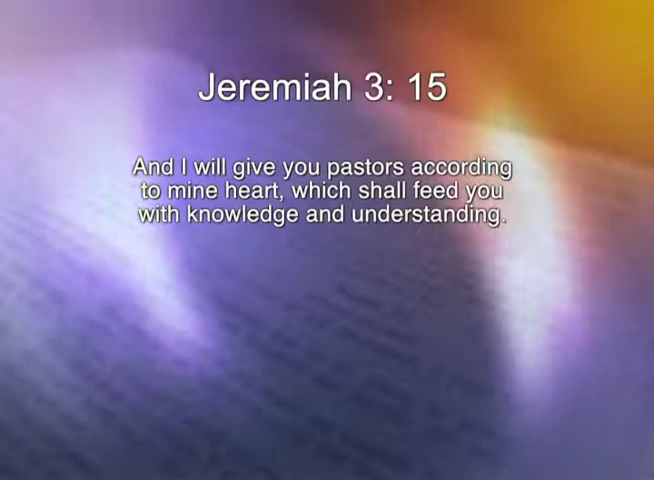 Jeremiah 3: 15
And I will give you pastors according
to mine heart, which shall feed you
with knowledge and understanding.